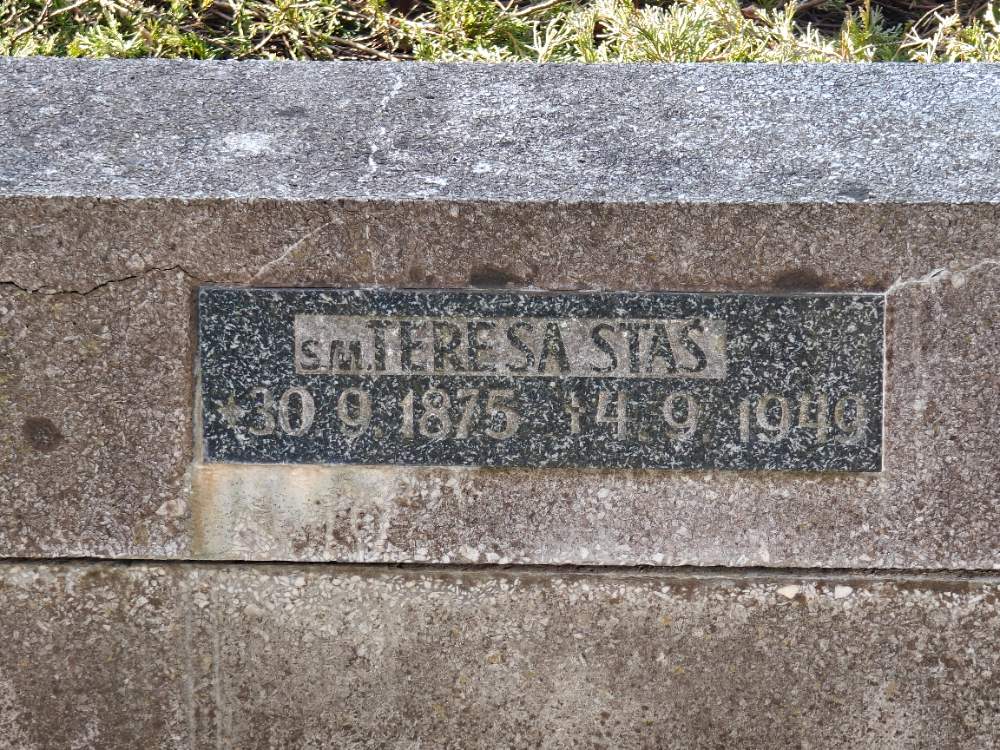 S.M. TERESA STAS
* 30 9. 1875 † 4. 9. 1949